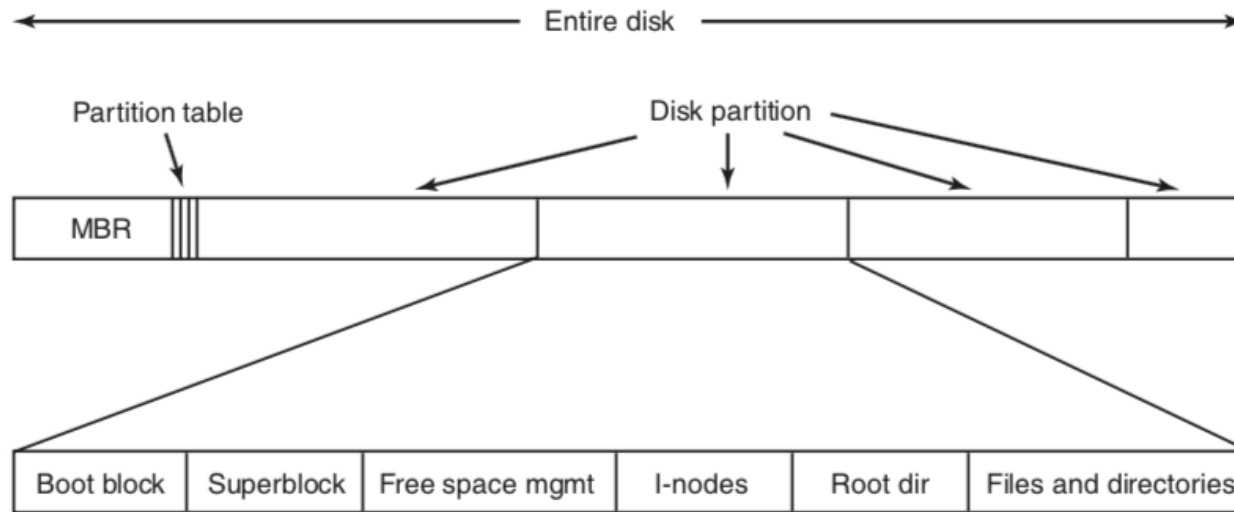 Entire disk
Partition table
Disk partition
MBR
Boot block
Superblock
Free space mgmt
I-nodes
Root dir
Files and directories